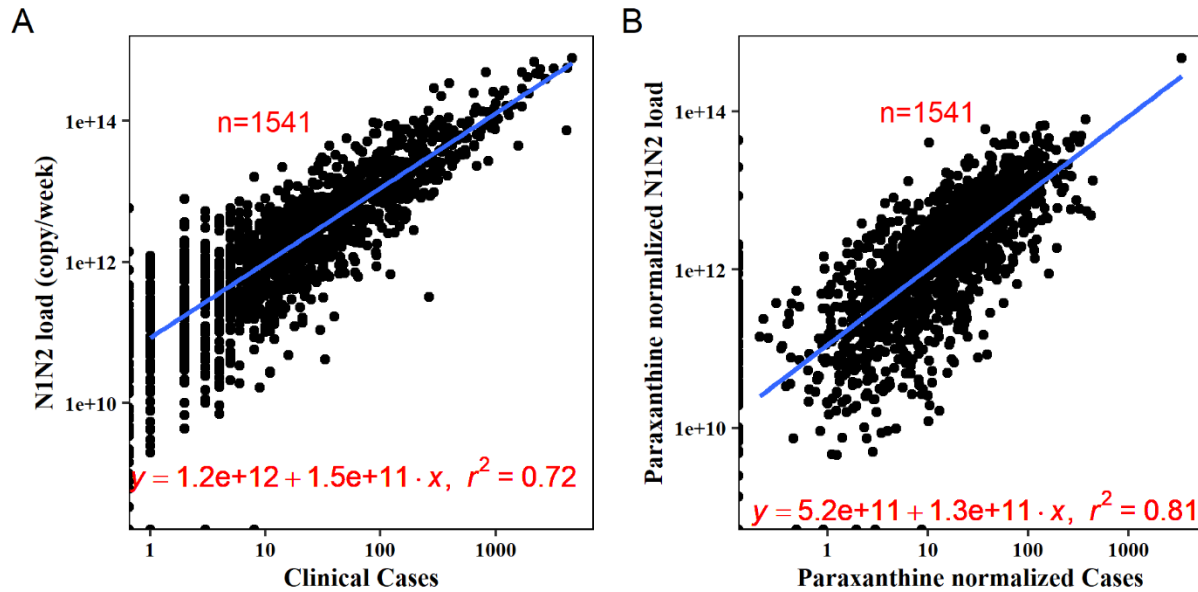 A
N1N2 load (copy/week)
1e+14
1e+12
1e+10
n=1541
y = 1.2e+12 + 1.5e+11 · x, r² = 0.72
1 10 100 1000
Clinical Cases
B
Paraxanthine normalized N1N2 load
1e+14
1e+12
1e+10
n=1541
y = 5.2e+11 + 1.3e+11 · x, r² = 0.81
1 10 100 1000
Paraxanthine normalized Cases